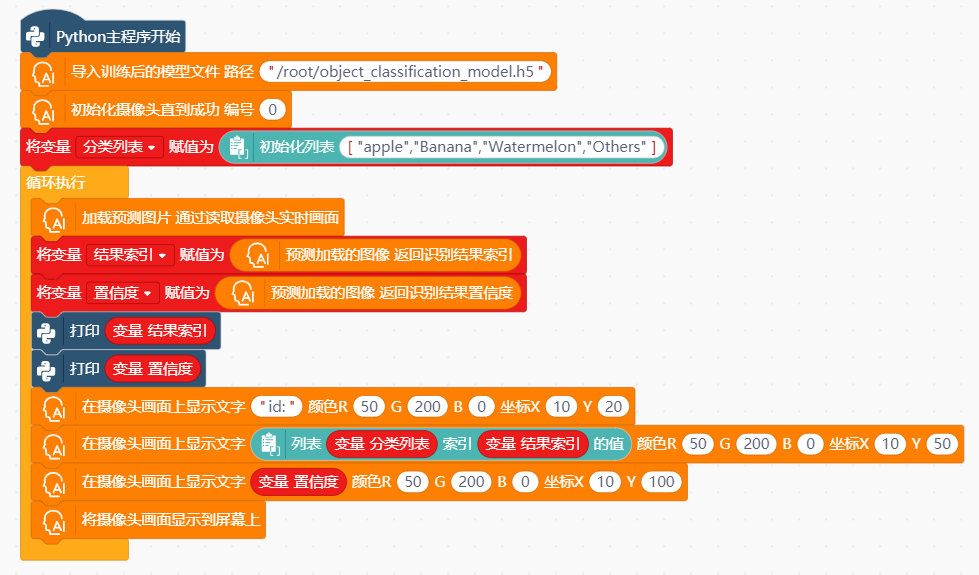 Python主程序开始
导入训练后的模型文件 路径 "/root/object_classification_model.h5 "
初始化摄像头直到成功 编号 0
将变量 分类列表 赋值为 初始化列表 [ "apple","Banana","Watermelon","Others" ]
循环执行
加载预测图片 通过读取摄像头实时画面
将变量 结果索引 赋值为 预测加载的图像 返回识别结果索引
将变量 置信度 赋值为 预测加载的图像 返回识别结果置信度
打印 变量 结果索引
打印 变量 置信度
在摄像头画面上显示文字 "id: " 颜色R 50 G 200 B 0 坐标X 10 Y 20
在摄像头画面上显示文字 列表 变量 分类列表 索引 变量 结果索引 的值 颜色R 50 G 200 B 0 坐标X 10 Y 50
在摄像头画面上显示文字 变量 置信度 颜色R 50 G 200 B 0 坐标X 10 Y 100
将摄像头画面显示到屏幕上